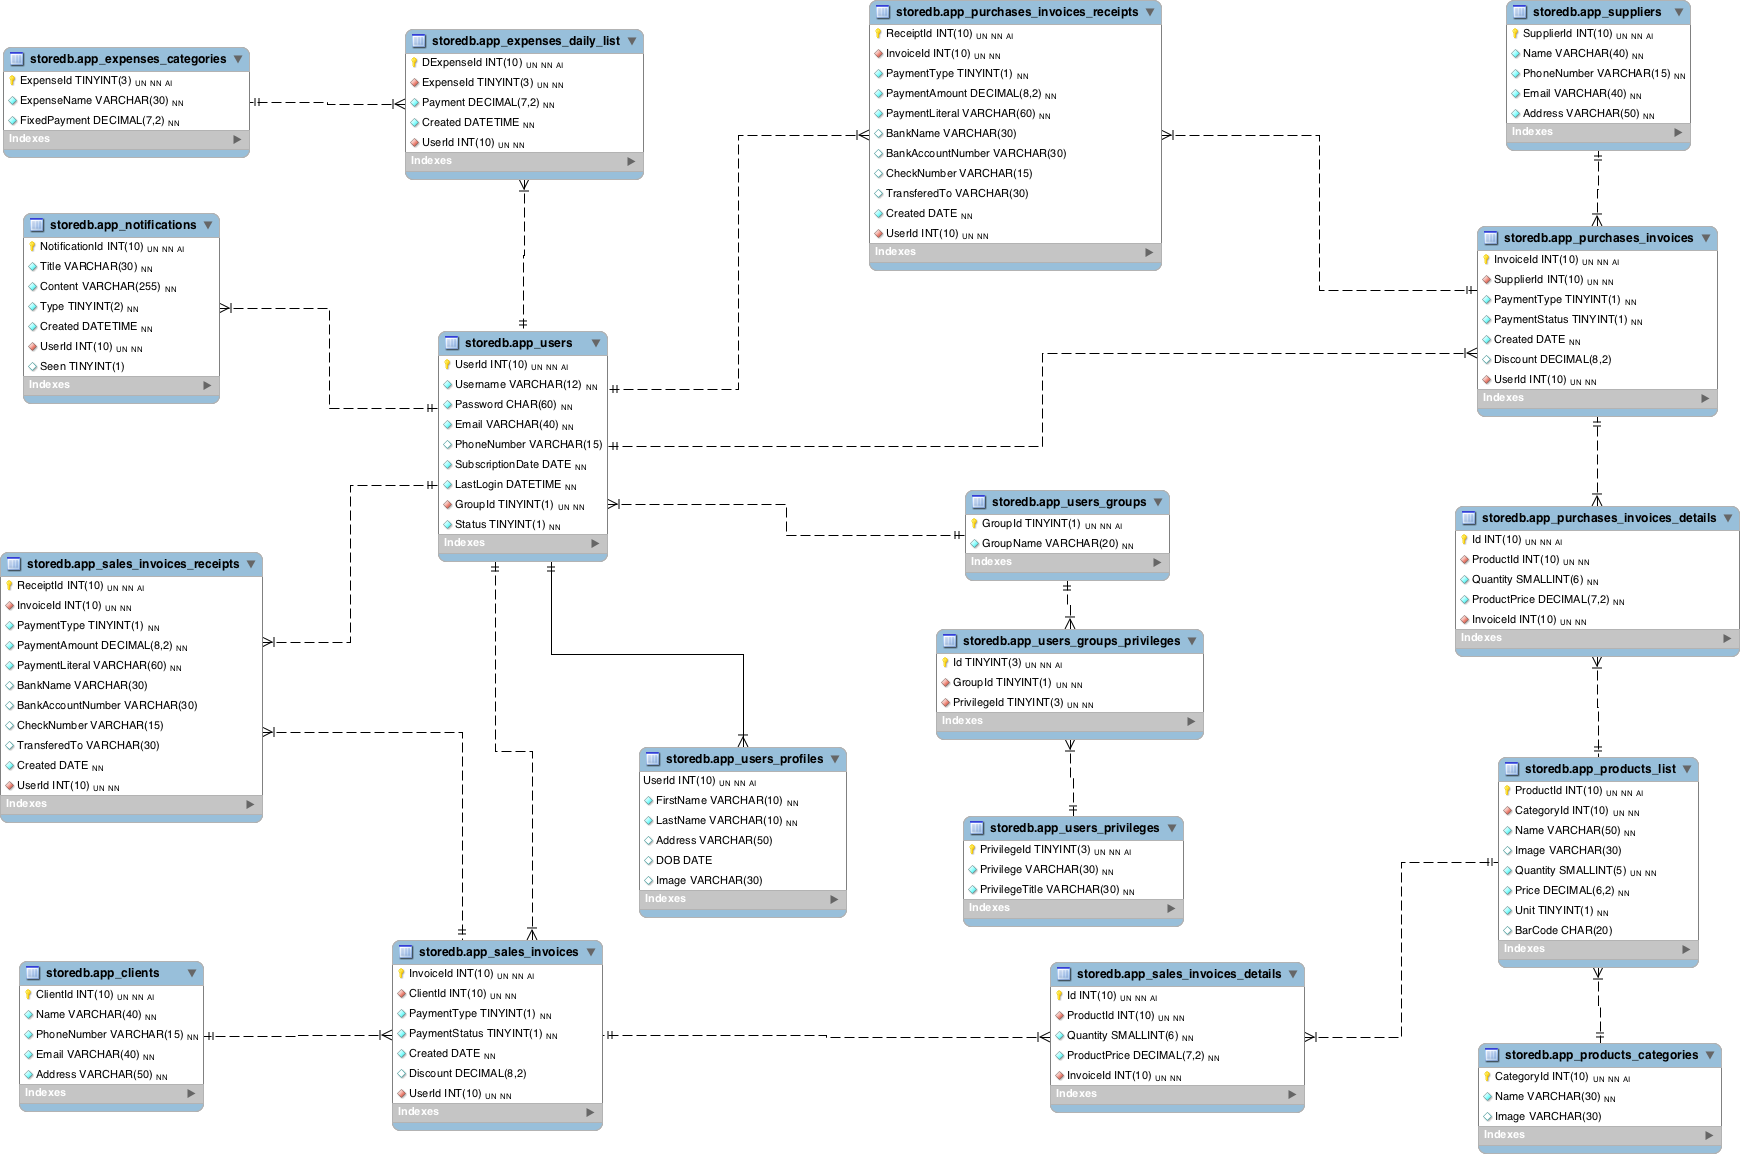 storedb.app_expenses_categories
ExpenseId TINYINT(3) UN NN AI
ExpenseName VARCHAR(30) NN
FixedPayment DECIMAL(7,2) NN
Indexes
storedb.app_expenses_daily_list
DExpenseId INT(10) UN NN AI
ExpenseId TINYINT(3) UN NN
Payment DECIMAL(7,2) NN
Created DATETIME NN
UserId INT(10) UN NN
Indexes
storedb.app_purchases_invoices_receipts
ReceiptId INT(10) UN NN AI
InvoiceId INT(10) UN NN
PaymentType TINYINT(1) NN
PaymentAmount DECIMAL(8,2) NN
PaymentLiteral VARCHAR(60) NN
BankName VARCHAR(30)
BankAccountNumber VARCHAR(30)
CheckNumber VARCHAR(15)
TransferedTo VARCHAR(30)
Created DATE NN
UserId INT(10) UN NN
Indexes
storedb.app_suppliers
SupplierId INT(10) UN NN AI
Name VARCHAR(40) NN
PhoneNumber VARCHAR(15) NN
Email VARCHAR(40) NN
Address VARCHAR(50) NN
Indexes
storedb.app_notifications
NotificationId INT(10) UN NN AI
Title VARCHAR(30) NN
Content VARCHAR(255) NN
Type TINYINT(2) NN
Created DATETIME NN
UserId INT(10) UN NN
Seen TINYINT(1)
Indexes
storedb.app_users
UserId INT(10) UN NN AI
Username VARCHAR(12) NN
Password CHAR(60) NN
Email VARCHAR(40) NN
PhoneNumber VARCHAR(15)
SubscriptionDate DATE NN
LastLogin DATETIME NN
GroupId TINYINT(1) UN NN
Status TINYINT(1) NN
Indexes
storedb.app_purchases_invoices
InvoiceId INT(10) UN NN AI
SupplierId INT(10) UN NN
PaymentType TINYINT(1) NN
PaymentStatus TINYINT(1) NN
Created DATE NN
Discount DECIMAL(8,2)
UserId INT(10) UN NN
Indexes
storedb.app_users_groups
GroupId TINYINT(1) UN NN AI
GroupName VARCHAR(20) NN
Indexes
storedb.app_purchases_invoices_details
Id INT(10) UN NN AI
ProductId INT(10) UN NN
Quantity SMALLINT(6) NN
ProductPrice DECIMAL(7,2) NN
InvoiceId INT(10) UN NN
Indexes
storedb.app_sales_invoices_receipts
ReceiptId INT(10) UN NN AI
InvoiceId INT(10) UN NN
PaymentType TINYINT(1) NN
PaymentAmount DECIMAL(8,2) NN
PaymentLiteral VARCHAR(60) NN
BankName VARCHAR(30)
BankAccountNumber VARCHAR(30)
CheckNumber VARCHAR(15)
TransferedTo VARCHAR(30)
Created DATE NN
UserId INT(10) UN NN
Indexes
storedb.app_users_groups_privileges
Id TINYINT(3) UN NN AI
GroupId TINYINT(1) UN NN
PrivilegeId TINYINT(3) UN NN
Indexes
storedb.app_users_profiles
UserId INT(10) UN NN AI
FirstName VARCHAR(10) NN
LastName VARCHAR(10) NN
Address VARCHAR(50)
DOB DATE
Image VARCHAR(30)
Indexes
storedb.app_users_privileges
PrivilegeId TINYINT(3) UN NN AI
Privilege VARCHAR(30) NN
PrivilegeTitle VARCHAR(30) NN
Indexes
storedb.app_products_list
ProductId INT(10) UN NN AI
CategoryId INT(10) UN NN
Name VARCHAR(50) NN
Image VARCHAR(30)
Quantity SMALLINT(5) UN NN
Price DECIMAL(6,2) NN
Unit TINYINT(1) NN
BarCode CHAR(20)
Indexes
storedb.app_clients
ClientId INT(10) UN NN AI
Name VARCHAR(40) NN
PhoneNumber VARCHAR(15) NN
Email VARCHAR(40) NN
Address VARCHAR(50) NN
Indexes
storedb.app_sales_invoices
InvoiceId INT(10) UN NN AI
ClientId INT(10) UN NN
PaymentType TINYINT(1) NN
PaymentStatus TINYINT(1) NN
Created DATE NN
Discount DECIMAL(8,2)
UserId INT(10) UN NN
Indexes
storedb.app_sales_invoices_details
Id INT(10) UN NN AI
ProductId INT(10) UN NN
Quantity SMALLINT(6) NN
ProductPrice DECIMAL(7,2) NN
InvoiceId INT(10) UN NN
Indexes
storedb.app_products_categories
CategoryId INT(10) UN NN AI
Name VARCHAR(30) NN
Image VARCHAR(30)
Indexes